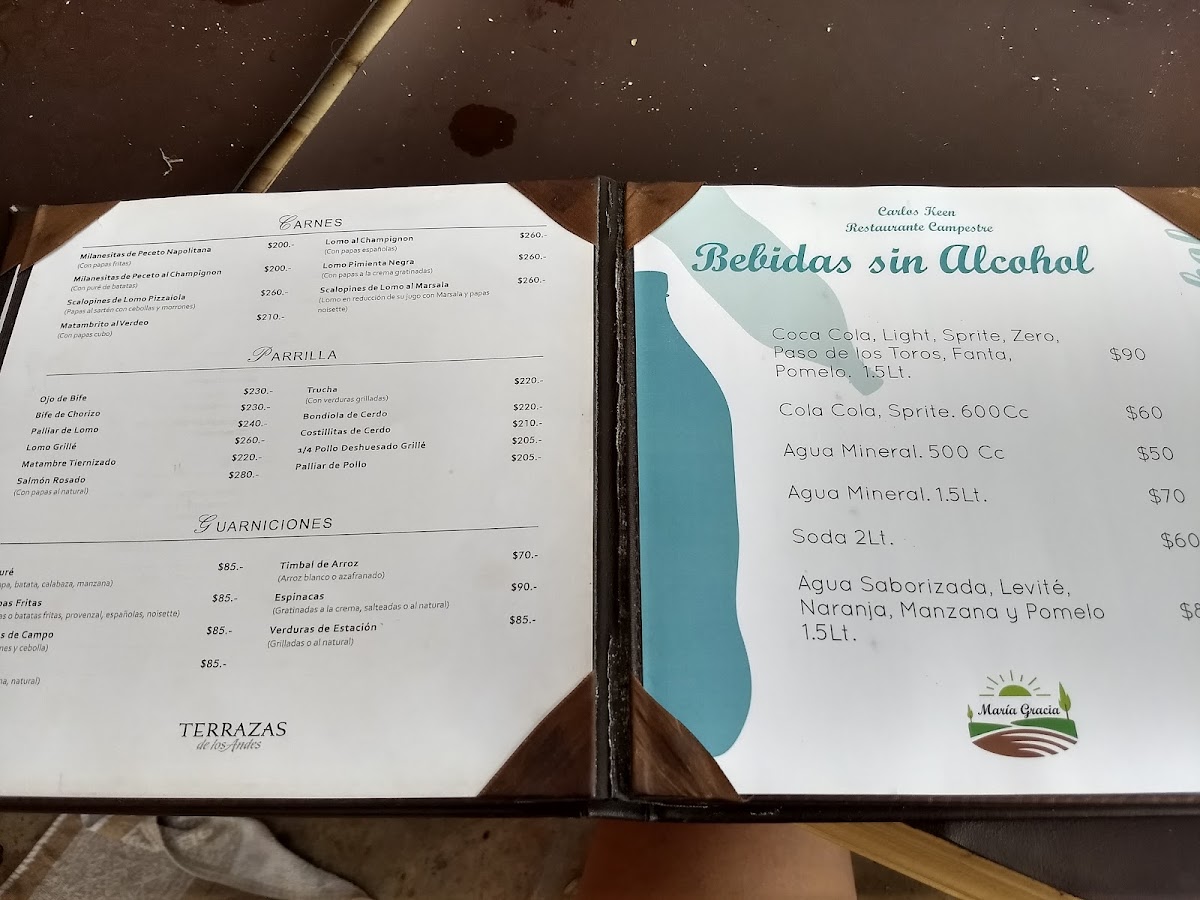 CARNES
Milanesitas de Peceto Napolitana $200.-
(Con papas fritas)
Milanesitas de Peceto al Champignon $200.-
(Con puré de batatas)
Scalopines de Lomo Pizzaiola $260.-
(Papas al sartén con cebollas y morrones)
Matambrito al Verdeo $210.-
(Con papas cubo)
Lomo al Champignon $260.-
(Con papas españolas)
Lomo Pimienta Negra $260.-
(Con papas a la crema gratinadas)
Scalopines de Lomo al Marsala $260.-
(Lomo en reducción de su jugo con Marsala y papas
noisette)
PARRILLA
Ojo de Bife $230.-
Bife de Chorizo $230.-
Palliar de Lomo $240.-
Lomo Grillé $260.-
Matambre Tiernizado $220.-
Salmón Rosado $280.-
(Con papas al natural)
Trucha $220.-
(Con verduras grilladas)
Bondiola de Cerdo $220.-
Costillitas de Cerdo $210.-
1/4 Pollo Deshuesado Grillé $205.-
Palliar de Pollo $205.-
GUARNICIONES
uré $85.-
pa, batata, calabaza, manzana)
pas Fritas $85.-
s o batatas fritas, provenzal, españolas, noisette)
s de Campo $85.-
nes y cebolla)
$85.-
na, natural)
Timbal de Arroz $70.-
(Arroz blanco o azafranado)
Espinacas $90.-
(Gratinadas a la crema, salteadas o al natural)
Verduras de Estación $85.-
(Grilladas o al natural)
TERRAZAS
de los Andes
Carlos Keen
Restaurante Campestre
Bebidas sin Alcohol
Coca Cola, Light, Sprite, Zero,
Paso de los Toros, Fanta, $90
Pomelo. 1.5Lt.
Cola Cola, Sprite. 600Cc $60
Agua Mineral. 500 Cc $50
Agua Mineral. 1.5Lt. $70
Soda 2Lt. $60
Agua Saborizada, Levité,
Naranja, Manzana y Pomelo $8
1.5Lt.
María Gracia